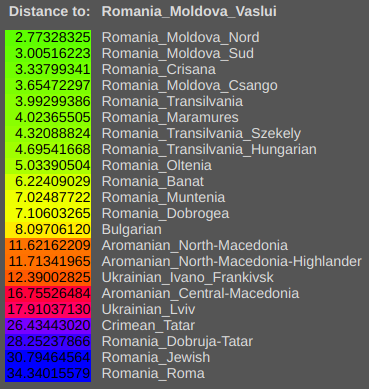 Distance to: Romania_Moldova_Vaslui
2.77328325 Romania_Moldova_Nord
3.00516223 Romania_Moldova_Sud
3.33799341 Romania_Crisana
3.65472297 Romania_Moldova_Csango
3.99299386 Romania_Transilvania
4.02365505 Romania_Maramures
4.32088824 Romania_Transilvania_Szekely
4.69541668 Romania_Transilvania_Hungarian
5.03390504 Romania_Oltenia
6.22409029 Romania_Banat
7.02487722 Romania_Muntenia
7.10603265 Romania_Dobrogea
8.09706120 Bulgarian
11.62162209 Aromanian_North-Macedonia
11.71341965 Aromanian_North-Macedonia-Highlander
12.39002825 Ukrainian_Ivano_Frankivsk
16.75526484 Aromanian_Central-Macedonia
17.91037130 Ukrainian_Lviv
26.43443020 Crimean_Tatar
28.25237866 Romania_Dobruja-Tatar
30.79464564 Romania_Jewish
34.34015579 Romania_Roma